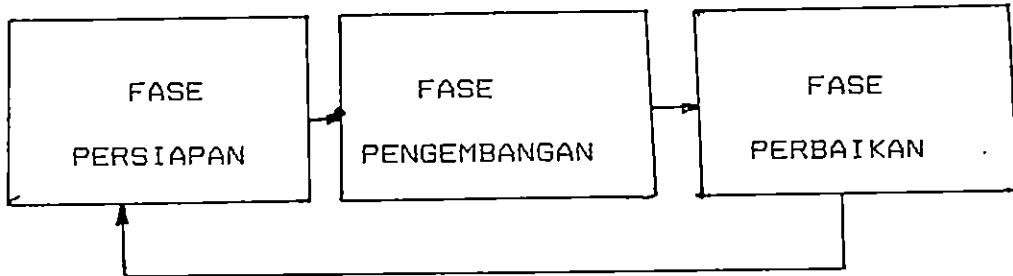 FASE
PERSIAPAN
FASE
PENGEMBANGAN
FASE
PERBAIKAN